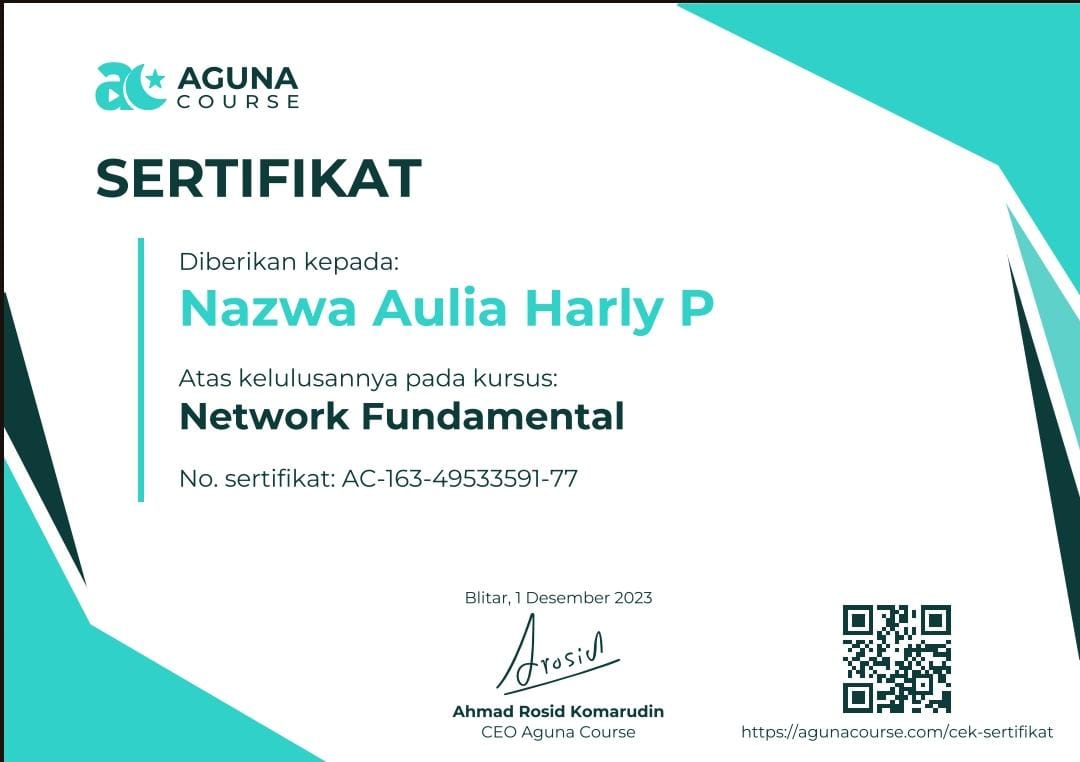 AGUNA
COURSE
SERTIFIKAT
Diberikan kepada:
Nazwa Aulia Harly P
Atas kelulusannya pada kursus:
Network Fundamental
No. sertifikat: AC-163-49533591-77
Blitar, 1 Desember 2023
Arosid
Ahmad Rosid Komarudin
CEO Aguna Course
https://agunacourse.com/cek-sertifikat